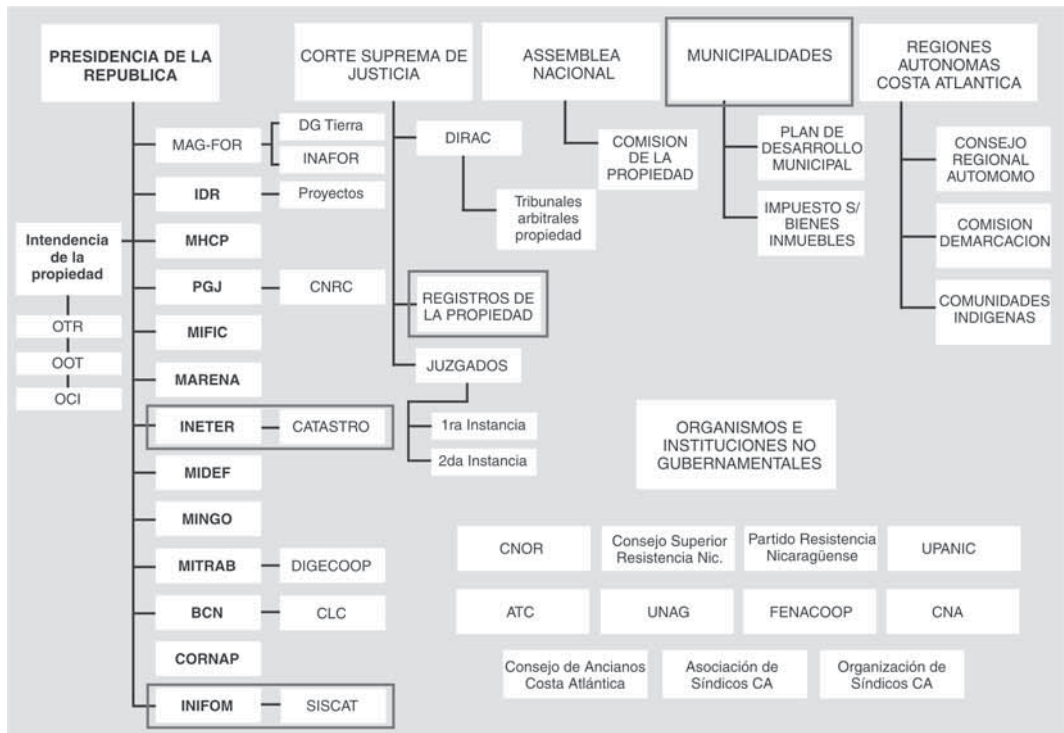 PRESIDENCIA DE LA
REPUBLICA
MAG-FOR
DG Tierra
INAFOR
IDR
Proyectos
Intendencia
de la
propiedad
OTR
OOT
OCI
MHCP
PGJ
CNRC
MIFIC
MARENA
INETER
CATASTRO
MIDEF
MINGO
MITRAB
DIGECOOP
BCN
CLC
CORNAP
INIFOM
SISCAT
CORTE SUPREMA DE
JUSTICIA
DIRAC
Tribunales
arbitrales
propiedad
REGISTROS DE
LA PROPIEDAD
JUZGADOS
1ra Instancia
2da Instancia
ASSEMBLEA
NACIONAL
COMISION
DE LA
PROPIEDAD
MUNICIPALIDADES
PLAN DE
DESARROLLO
MUNICIPAL
IMPUESTO S/
BIENES
INMUEBLES
REGIONES
AUTONOMAS
COSTA ATLANTICA
CONSEJO
REGIONAL
AUTOMOMO
COMISION
DEMARCACION
COMUNIDADES
INDIGENAS
ORGANISMOS E
INSTITUCIONES NO
GUBERNAMENTALES
CNOR
Consejo Superior
Resistencia Nic.
Partido Resistencia
Nicaragüense
UPANIC
ATC
UNAG
FENACOOP
CNA
Consejo de Ancianos
Costa Atlántica
Asociación de
Síndicos CA
Organización de
Síndicos CA